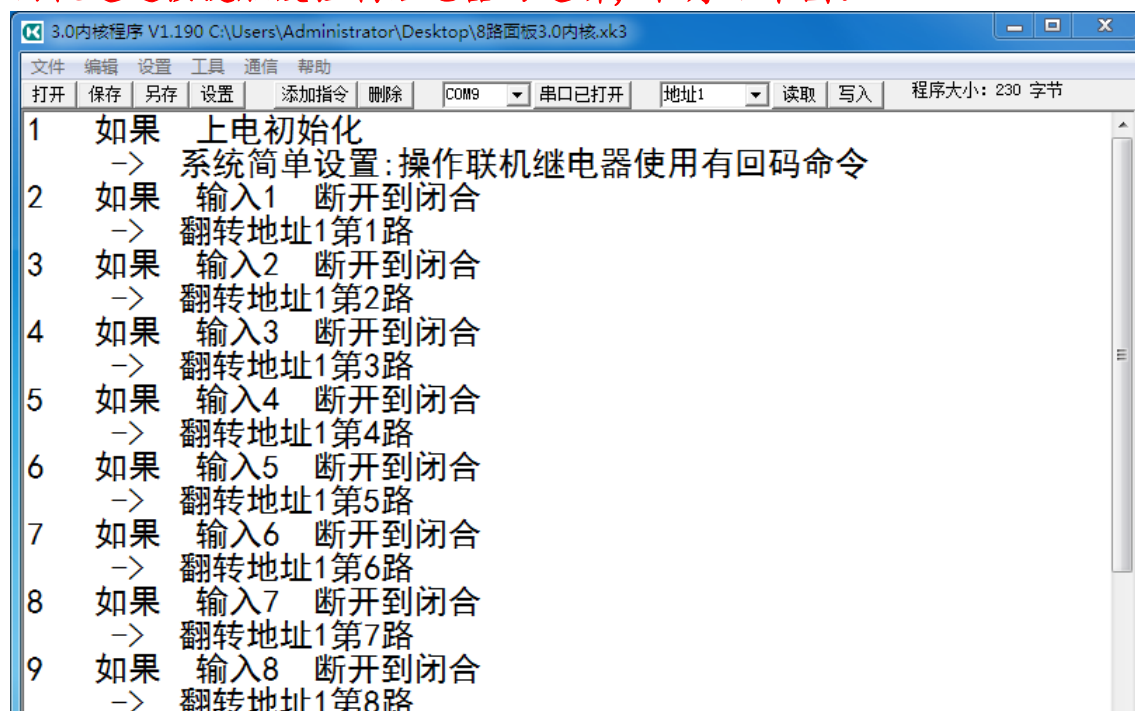 3.0内核程序 V1.190 C:\Users\Administrator\Desktop\8路面板3.0内核.xk3
文件 编辑 设置 工具 通信 帮助
打开 保存 另存 设置 添加指令 删除 COM9 串口已打开 地址1 读取 写入 程序大小: 230 字节
1 如果 上电初始化
-> 系统简单设置:操作联机继电器使用有回码命令
2 如果 输入1 断开到闭合
-> 翻转地址1第1路
3 如果 输入2 断开到闭合
-> 翻转地址1第2路
4 如果 输入3 断开到闭合
-> 翻转地址1第3路
5 如果 输入4 断开到闭合
-> 翻转地址1第4路
6 如果 输入5 断开到闭合
-> 翻转地址1第5路
7 如果 输入6 断开到闭合
-> 翻转地址1第6路
8 如果 输入7 断开到闭合
-> 翻转地址1第7路
9 如果 输入8 断开到闭合
-> 翻转地址1第8路